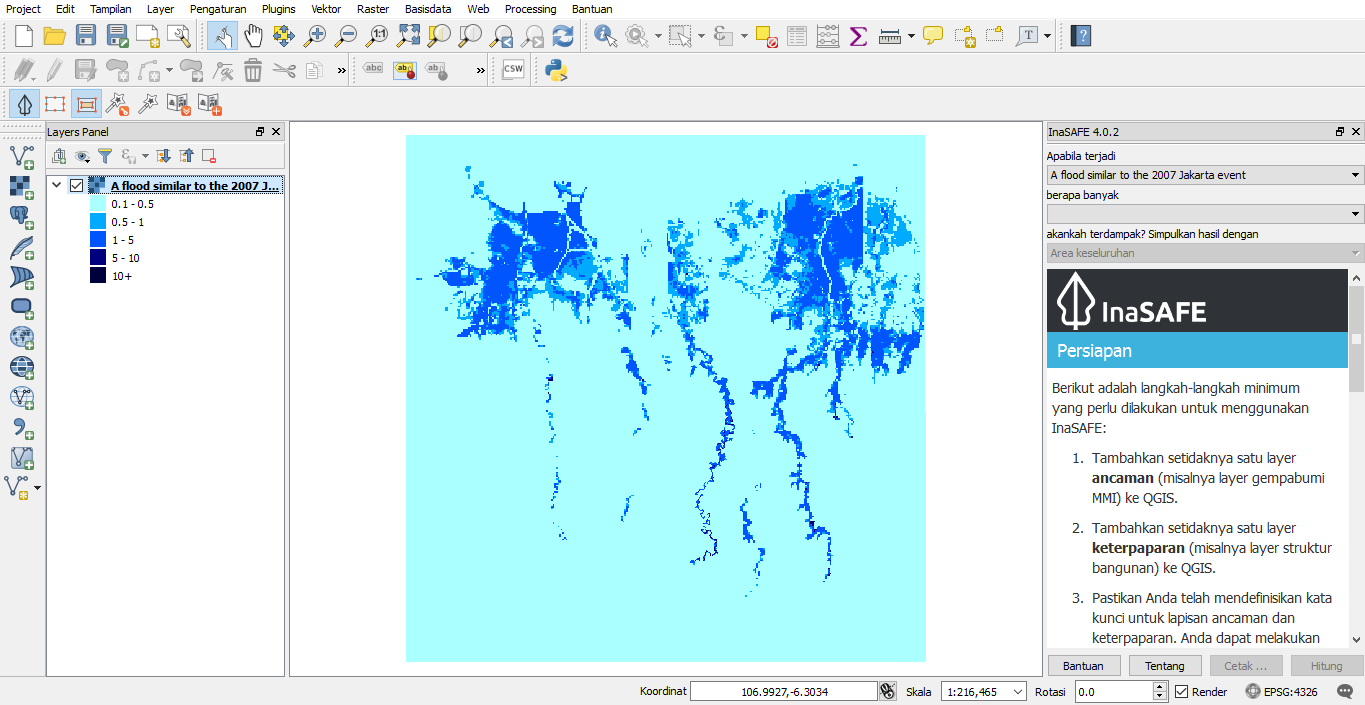 Project Edit Tampilan Layer Pengaturan Plugins Vektor Raster Basisdata Web Processing Bantuan
1:1
Σ
T
?
abc
ab
ab
CSW
»
»
Layers Panel
A flood similar to the 2007 J...
0.1 - 0.5
0.5 - 1
1 - 5
5 - 10
10+
InaSAFE 4.0.2
Apabila terjadi
A flood similar to the 2007 Jakarta event
berapa banyak
akankah terdampak? Simpulkan hasil dengan
Area keseluruhan
InaSAFE
Persiapan
Berikut adalah langkah-langkah minimum
yang perlu dilakukan untuk menggunakan
InaSAFE:
1. Tambahkan setidaknya satu layer
ancaman (misalnya layer gempabumi
MMI) ke QGIS.
2. Tambahkan setidaknya satu layer
keterpaparan (misalnya layer struktur
bangunan) ke QGIS.
3. Pastikan Anda telah mendefinisikan kata
kunci untuk lapisan ancaman dan
keterpaparan. Anda dapat melakukan
Bantuan Tentang Cetak ... Hitung
Koordinat 106.9927,-6.3034 Skala 1:216,465 Rotasi 0.0 Render EPSG:4326